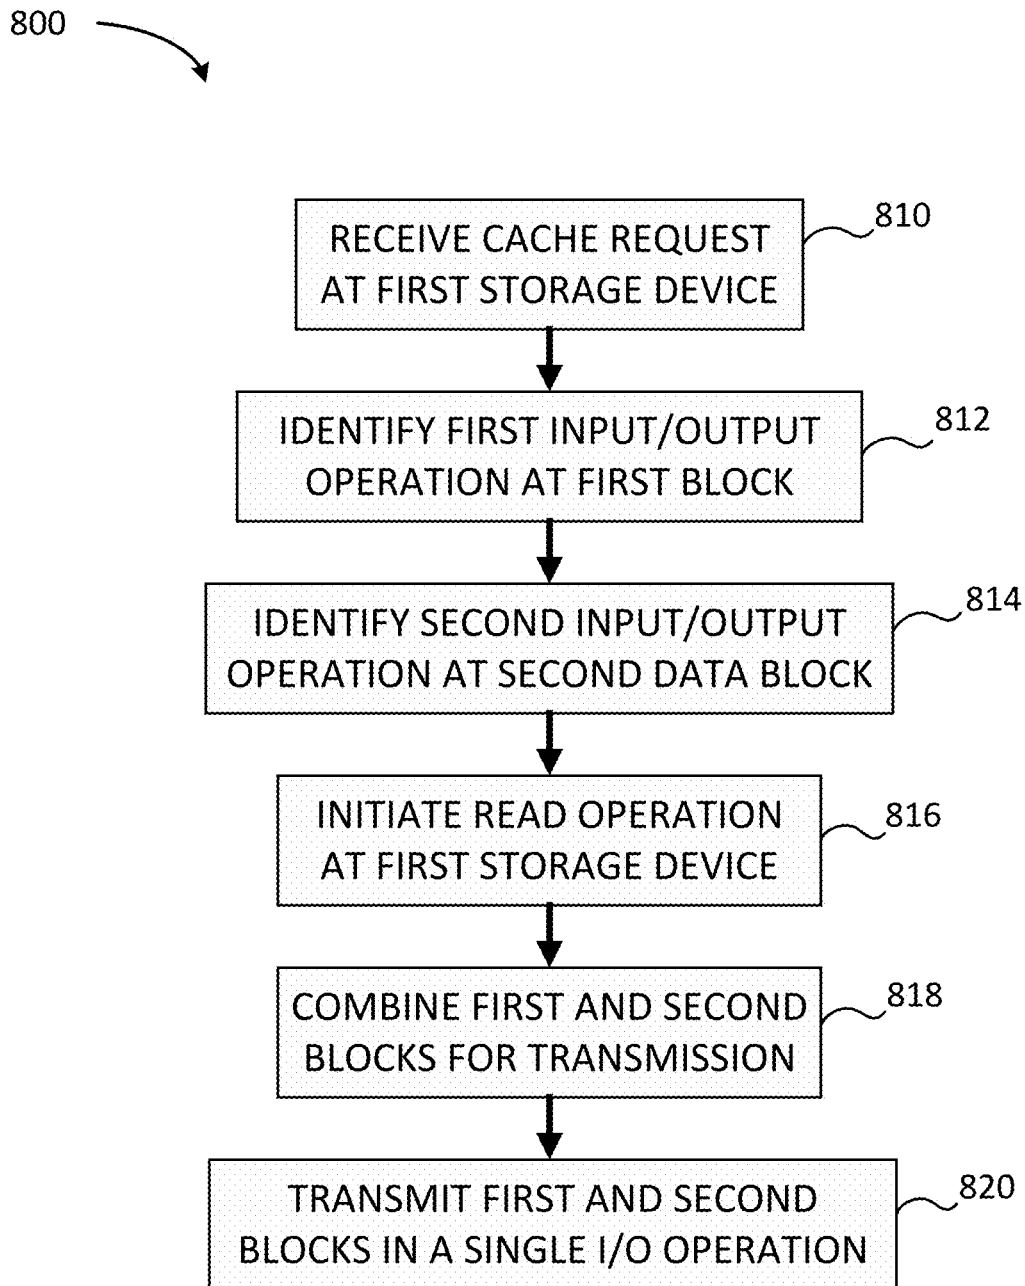 800
RECEIVE CACHE REQUEST
AT FIRST STORAGE DEVICE
810
IDENTIFY FIRST INPUT/OUTPUT
OPERATION AT FIRST BLOCK
812
IDENTIFY SECOND INPUT/OUTPUT
OPERATION AT SECOND DATA BLOCK
814
INITIATE READ OPERATION
AT FIRST STORAGE DEVICE
816
COMBINE FIRST AND SECOND
BLOCKS FOR TRANSMISSION
818
TRANSMIT FIRST AND SECOND
BLOCKS IN A SINGLE I/O OPERATION
820